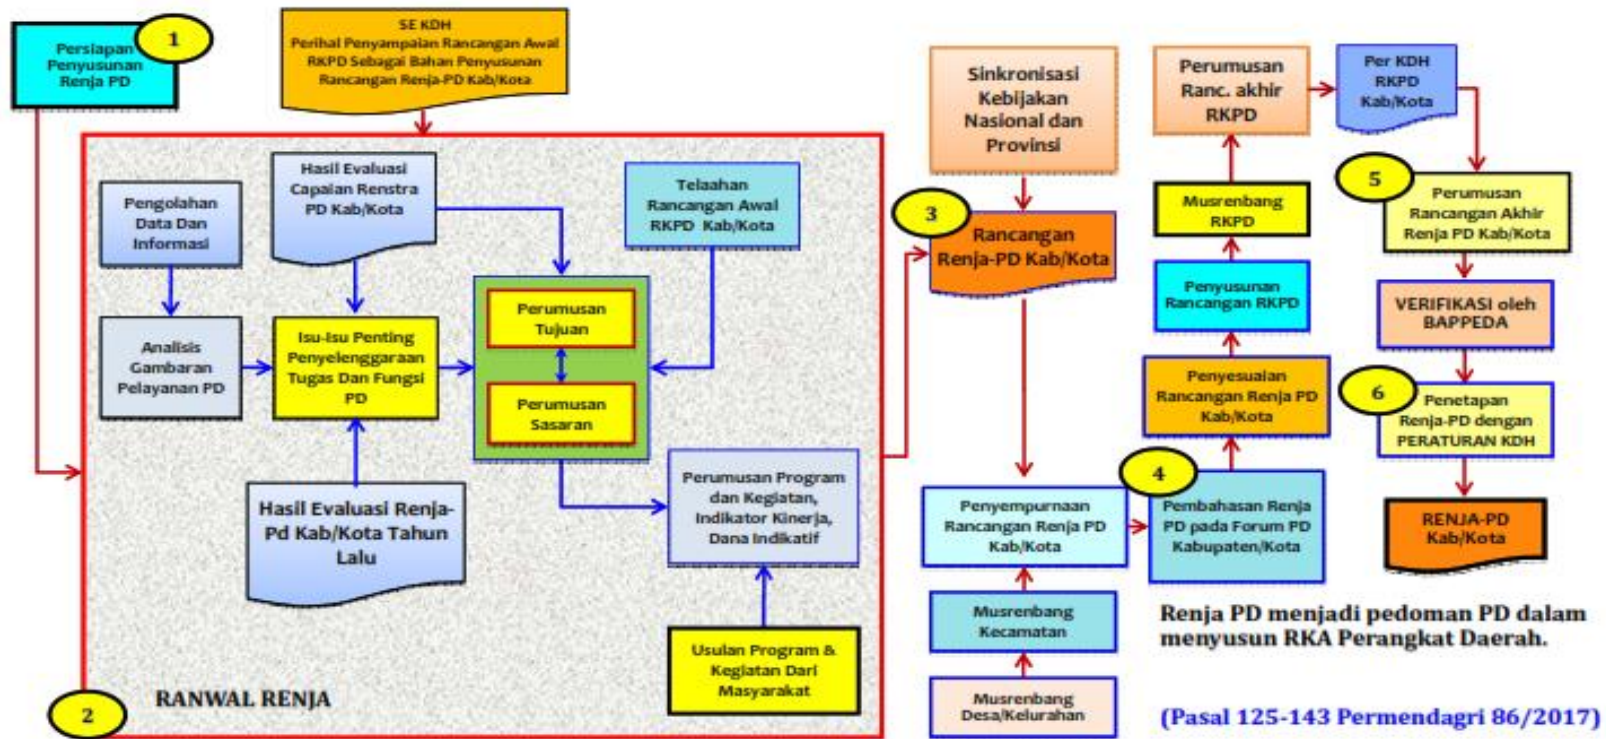 1
Persiapan
Penyusunan
Renja PD
SE KDH
Perihal Penyampaian Rancangan Awal
RKPD Sebagai Bahan Penyusunan
Rancangan Renja-PD Kab/Kota
Pengolahan
Data Dan
Informasi
Hasil Evaluasi
Capaian Renstra
PD Kab/Kota
Telaahan
Rancangan Awal
RKPD Kab/Kota
Analisis
Gambaran
Pelayanan PD
Isu-Isu Penting
Penyelenggaraan
Tugas Dan Fungsi
PD
Perumusan
Tujuan
Perumusan
Sasaran
Hasil Evaluasi Renja-
Pd Kab/Kota Tahun
Lalu
Perumusan Program
dan Kegiatan,
Indikator Kinerja,
Dana Indikatif
Usulan Program &
Kegiatan Dari
Masyarakat
2
RANWAL RENJA
Sinkronisasi
Kebijakan
Nasional dan
Provinsi
3
Rancangan
Renja-PD Kab/Kota
Penyempurnaan
Rancangan Renja PD
Kab/Kota
Musrenbang
Kecamatan
Musrenbang
Desa/Kelurahan
4
Pembahasan Renja
PD pada Forum PD
Kabupaten/Kota
Penyesuaian
Rancangan Renja PD
Kab/Kota
Penyusunan
Rancangan RKPD
Musrenbang
RKPD
Perumusan
Ranc. akhir
RKPD
Per KDH
RKPD
Kab/Kota
5
Perumusan
Rancangan Akhir
Renja PD Kab/Kota
VERIFIKASI oleh
BAPPEDA
6
Penetapan
Renja-PD dengan
PERATURAN KDH
RENJA-PD
Kab/Kota
Renja PD menjadi pedoman PD dalam
menyusun RKA Perangkat Daerah.
(Pasal 125-143 Permendagri 86/2017)